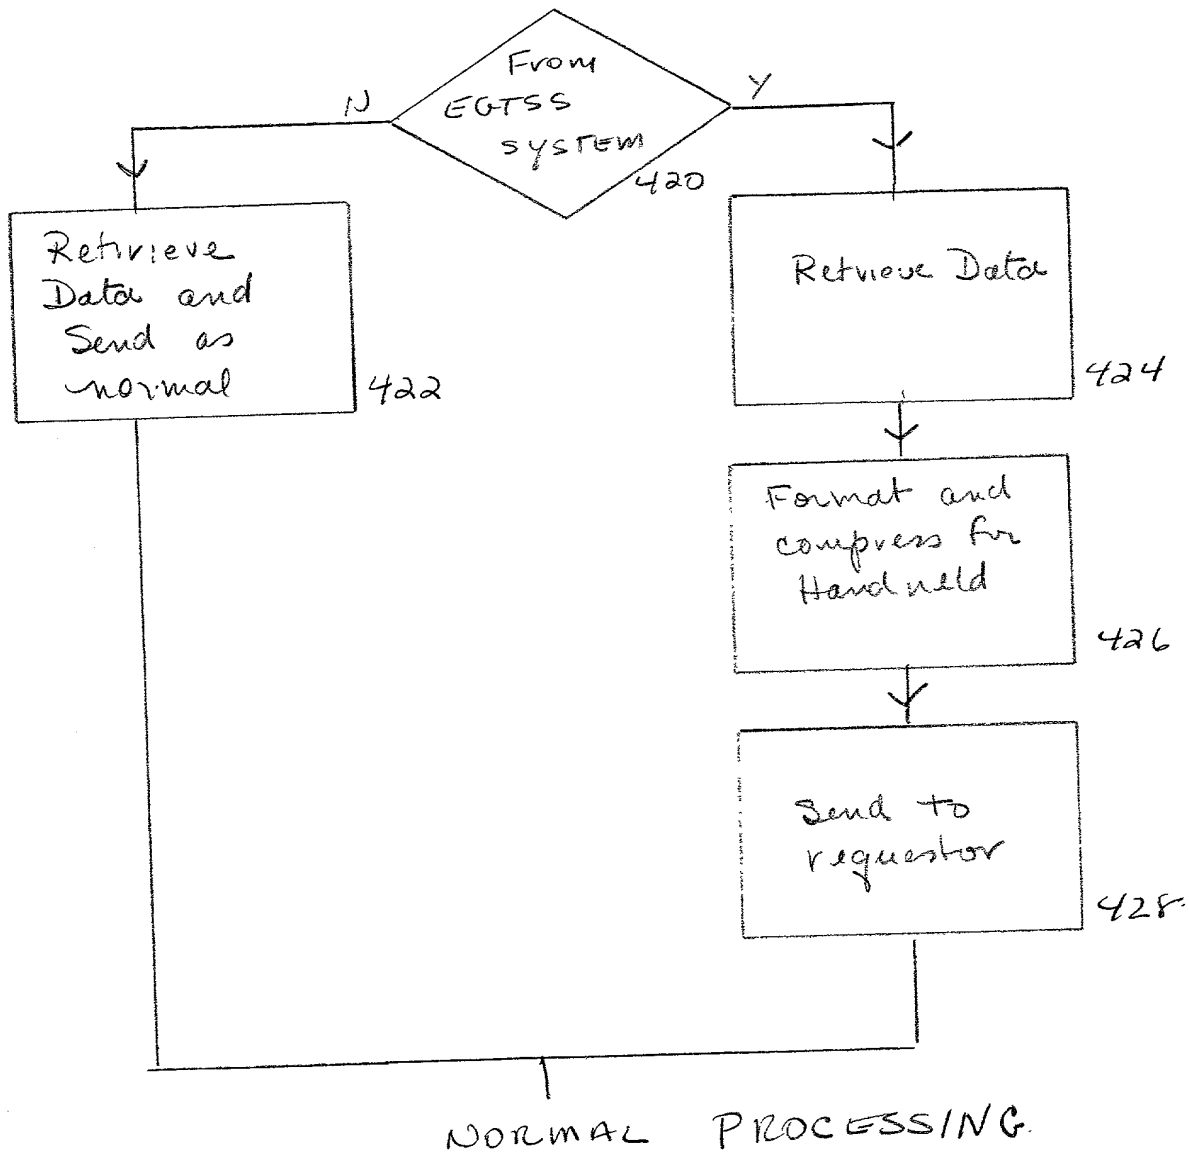 From
EGTSS
SYSTEM
N
Y
420
Retrieve
Data and
Send as
normal
422
Retrieve Data
424
Format and
compress for
Handheld
426
Send to
requestor
428
NORMAL PROCESSING.